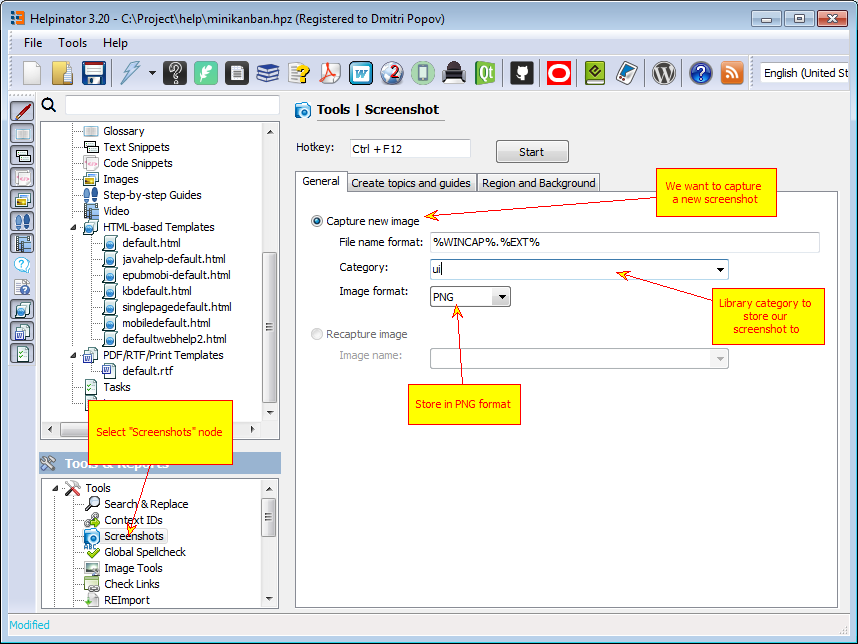 Helpinator 3.20 - C:\Project\help\minikanban.hpz (Registered to Dmitri Popov)
File Tools Help
English (United St
Glossary
Text Snippets
Code Snippets
Images
Step-by-step Guides
Video
HTML-based Templates
default.html
javahelp-default.html
epubmobi-default.html
kbdefault.html
singlepagedefault.html
mobiledefault.html
defaultwebhelp2.html
PDF/RTF/Print Templates
default.rtf
Tasks
Select "Screenshots" node
Tools & Reports
Tools
Search & Replace
Context IDs
Screenshots
Global Spellcheck
Image Tools
Check Links
REImport
Tools | Screenshot
Hotkey: Ctrl + F12 Start
General Create topics and guides Region and Background
We want to capture
a new screenshot
Capture new image
File name format: %WINCAP%.%EXT%
Category: ui
Image format: PNG
Library category to
store our
screenshot to
Recapture image
Image name:
Store in PNG format
Modified